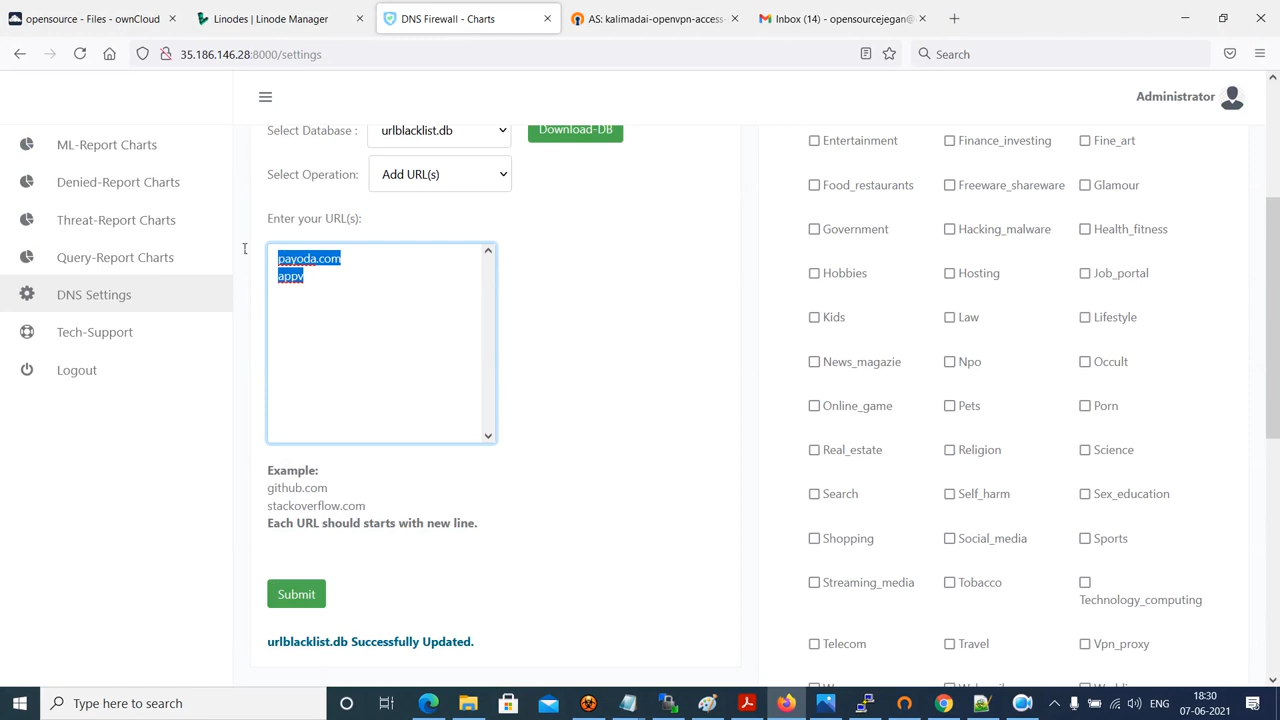 opensource - Files - ownCloud
Linodes | Linode Manager
DNS Firewall - Charts
AS: kalimadai-openvpn-access-
Inbox (14) - opensourcejegan@
35.186.146.28:8000/settings
Search
Administrator
ML-Report Charts
Denied-Report Charts
Threat-Report Charts
Query-Report Charts
DNS Settings
Tech-Support
Logout
Select Database :
urlblacklist.db
Download-DB
Select Operation:
Add URL(s)
Enter your URL(s):
payoda.com
appv
Example:
github.com
stackoverflow.com
Each URL should starts with new line.
Submit
urlblacklist.db Successfully Updated.
Entertainment
Finance_investing
Fine_art
Food_restaurants
Freeware_shareware
Glamour
Government
Hacking_malware
Health_fitness
Hobbies
Hosting
Job_portal
Kids
Law
Lifestyle
News_magazie
Npo
Occult
Online_game
Pets
Porn
Real_estate
Religion
Science
Search
Self_harm
Sex_education
Shopping
Social_media
Sports
Streaming_media
Tobacco
Technology_computing
Telecom
Travel
Vpn_proxy
Type here to search
ENG
18:30
07-06-2021